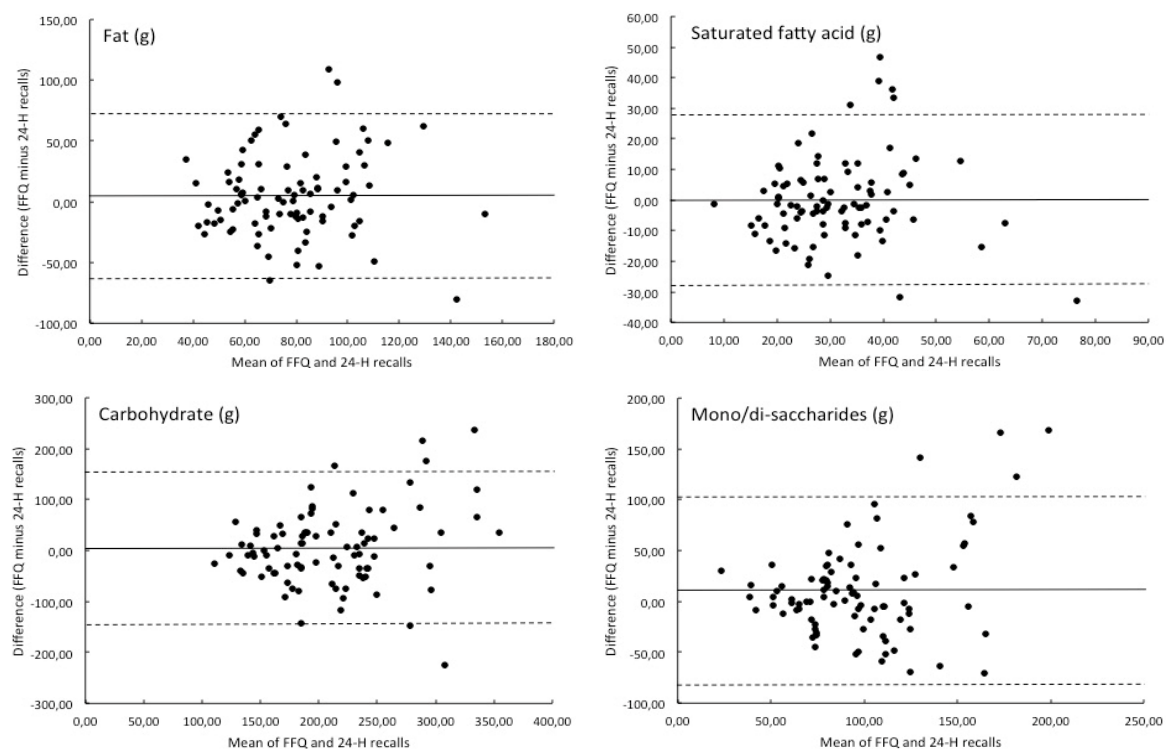 Fat (g)
Difference (FFQ minus 24-H recalls)
150,00
100,00
50,00
0,00
-50,00
-100,00
0,00 20,00 40,00 60,00 80,00 100,00 120,00 140,00 160,00 180,00
Mean of FFQ and 24-H recalls
Saturated fatty acid (g)
Difference (FFQ minus 24-H recalls)
60,00
50,00
40,00
30,00
20,00
10,00
0,00
-10,00
-20,00
-30,00
-40,00
0,00 10,00 20,00 30,00 40,00 50,00 60,00 70,00 80,00 90,00
Mean of FFQ and 24-H recalls
Carbohydrate (g)
Difference (FFQ minus 24-H recalls)
300,00
200,00
100,00
0,00
-100,00
-200,00
-300,00
0,00 50,00 100,00 150,00 200,00 250,00 300,00 350,00 400,00
Mean of FFQ and 24-H recalls
Mono/di-saccharides (g)
Difference (FFQ minus 24-H recalls)
200,00
150,00
100,00
50,00
0,00
-50,00
-100,00
0,00 50,00 100,00 150,00 200,00 250,00
Mean of FFQ and 24-H recalls